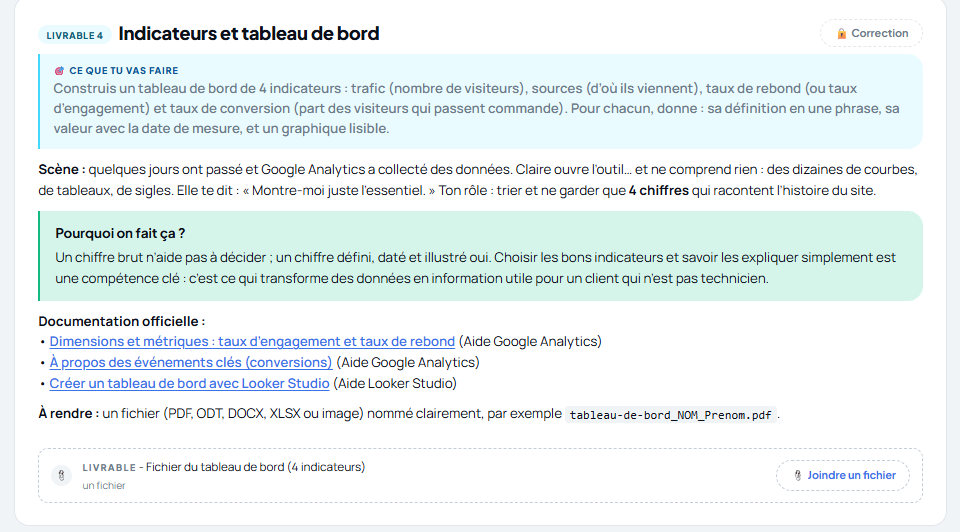 LIVRABLE 4 Indicateurs et tableau de bord
Correction
CE QUE TU VAS FAIRE
Construis un tableau de bord de 4 indicateurs : trafic (nombre de visiteurs), sources (d'où ils viennent), taux de rebond (ou taux
d'engagement) et taux de conversion (part des visiteurs qui passent commande). Pour chacun, donne : sa définition en une phrase, sa
valeur avec la date de mesure, et un graphique lisible.
Scène : quelques jours ont passé et Google Analytics a collecté des données. Claire ouvre l'outil… et ne comprend rien : des dizaines de courbes,
de tableaux, de sigles. Elle te dit : « Montre-moi juste l'essentiel. » Ton rôle : trier et ne garder que 4 chiffres qui racontent l'histoire du site.
Pourquoi on fait ça ?
Un chiffre brut n'aide pas à décider ; un chiffre défini, daté et illustré oui. Choisir les bons indicateurs et savoir les expliquer simplement est
une compétence clé : c'est ce qui transforme des données en information utile pour un client qui n'est pas technicien.
Documentation officielle :
• Dimensions et métriques : taux d'engagement et taux de rebond (Aide Google Analytics)
• À propos des événements clés (conversions) (Aide Google Analytics)
• Créer un tableau de bord avec Looker Studio (Aide Looker Studio)
À rendre : un fichier (PDF, ODT, DOCX, XLSX ou image) nommé clairement, par exemple tableau-de-bord_NOM_Prenom.pdf.
LIVRABLE - Fichier du tableau de bord (4 indicateurs)
un fichier
Joindre un fichier